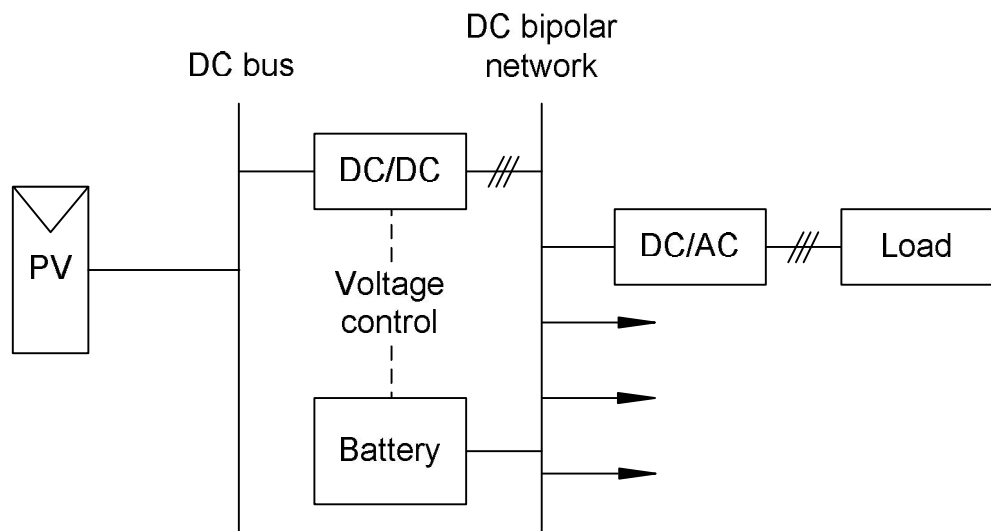 DC bus
DC bipolar
network
DC/DC
PV
DC/AC
Load
Voltage
control
Battery